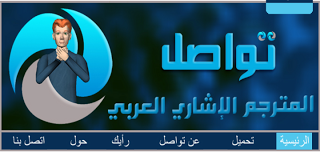 تواصل
المترجم الإشاري العربي
الرئيسية تحميل عن تواصل رأيك حول اتصل بنا